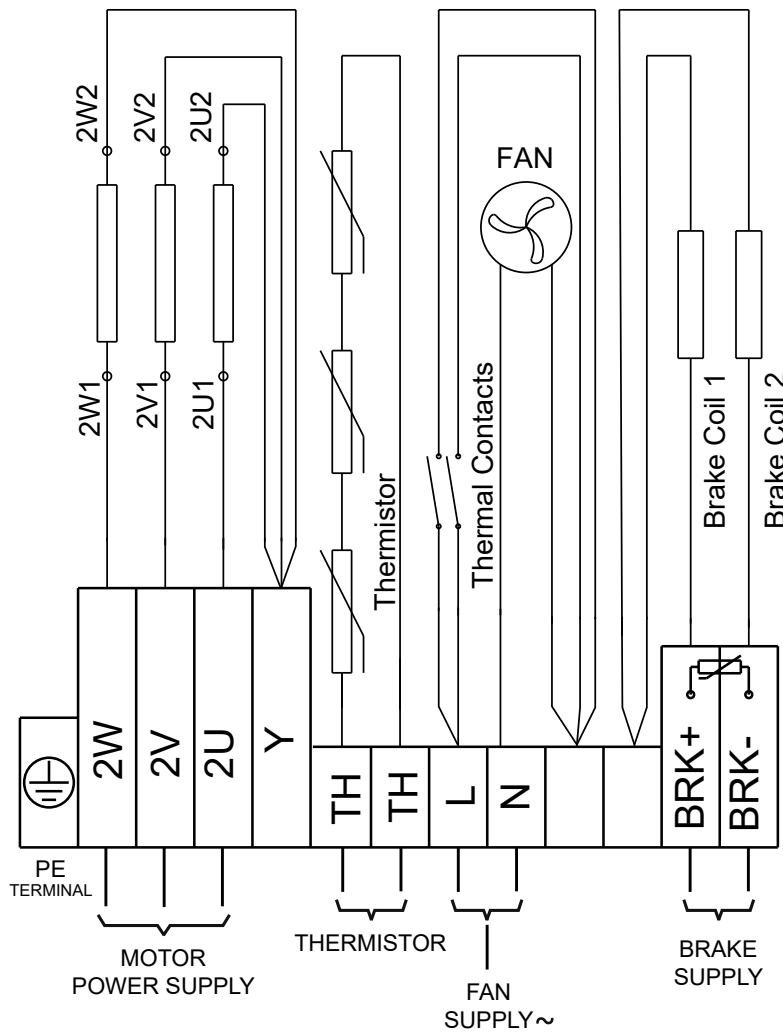 2W2
2V2
2U2
FAN
2W1
2V1
2U1
Thermistor
Thermal Contacts
Brake Coil 1
Brake Coil 2
2W
2V
2U
Y
TH
TH
L
N
BRK+
BRK-
PE
TERMINAL
MOTOR
POWER SUPPLY
THERMISTOR
FAN
SUPPLY~
BRAKE
SUPPLY